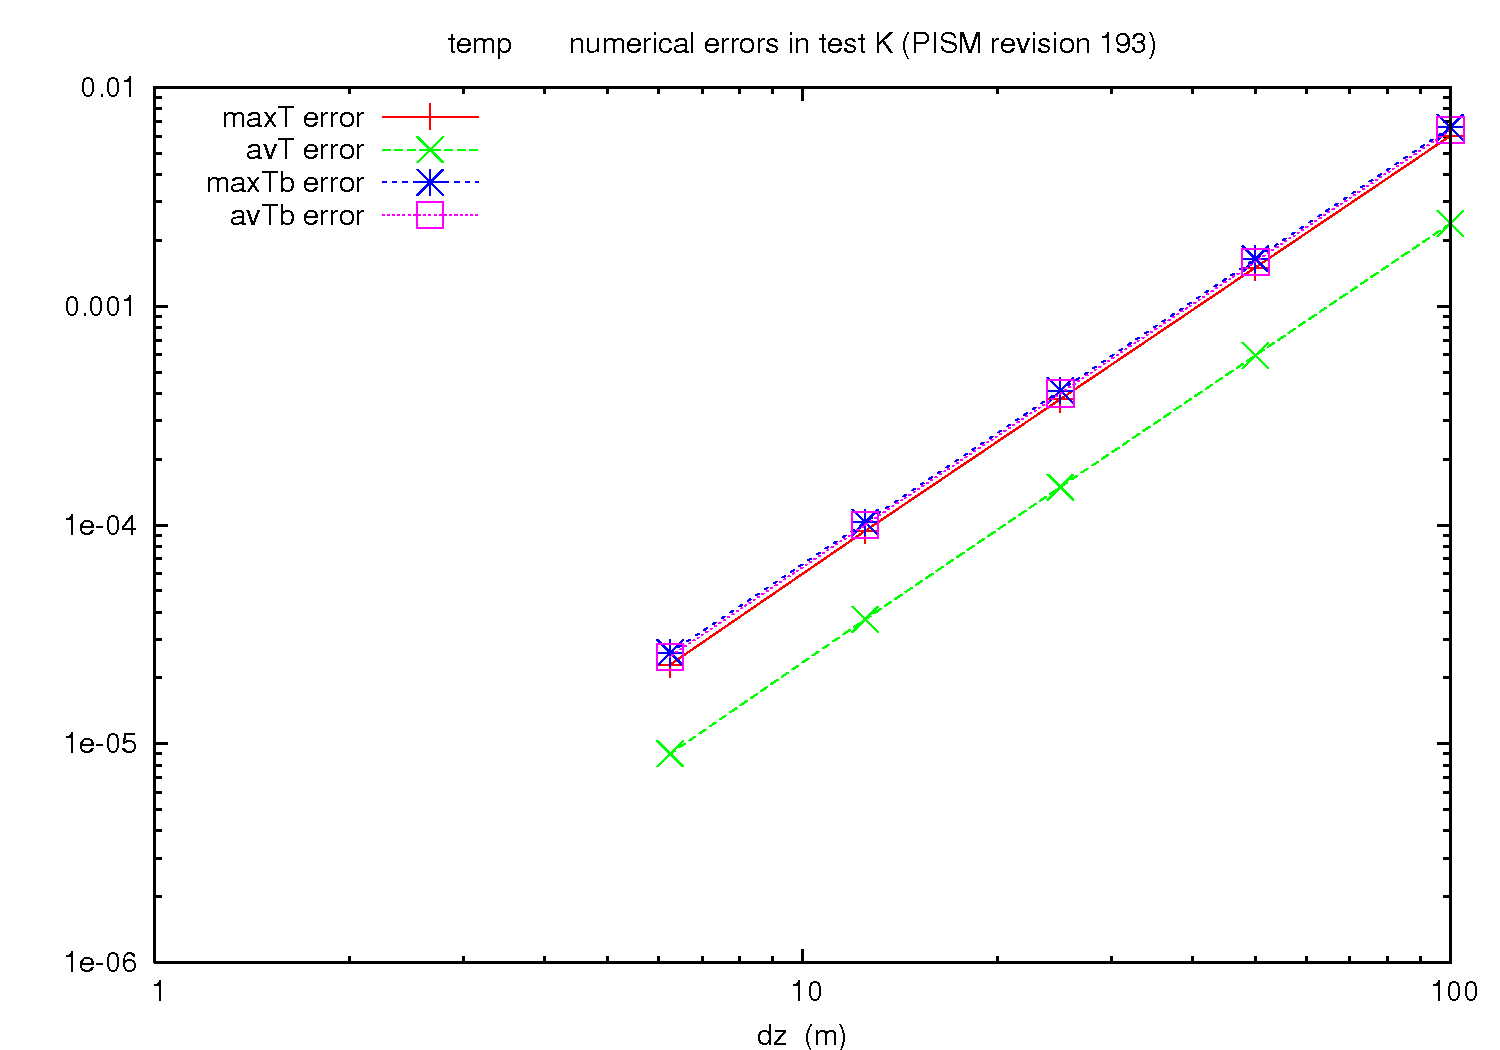 temp numerical errors in test K (PISM revision 193)
0.01
maxT error
avT error
maxTb error
avTb error
0.001
1e-04
1e-05
1e-06
1 10 100
dz (m)